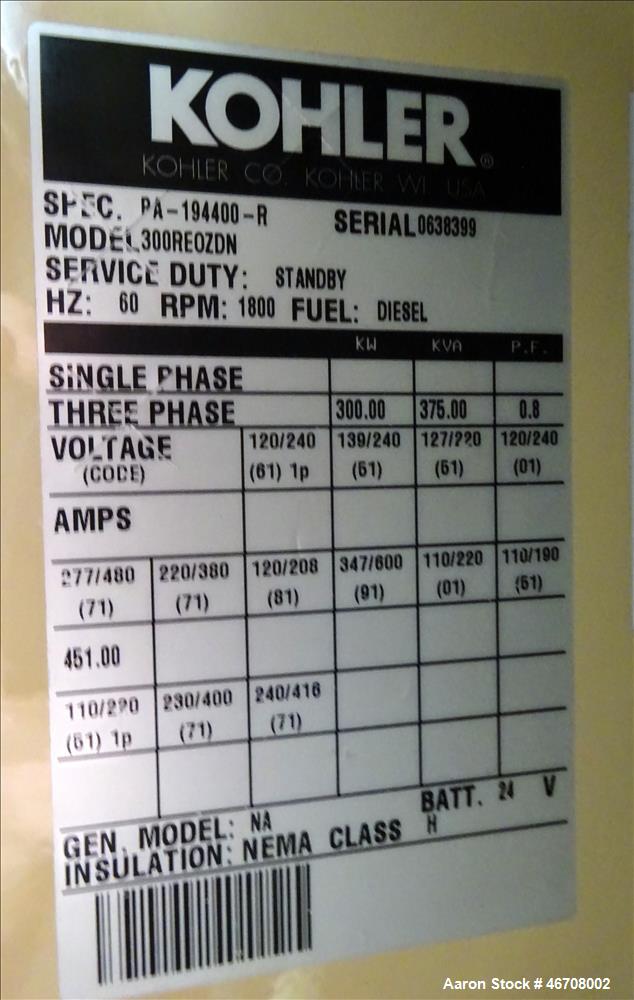 KOHLER®
KOHLER CO. KOHLER WI. USA
SPEC. PA-194400-R SERIAL 0638399
MODEL 300REOZDN
SERVICE DUTY: STANDBY
HZ: 60 RPM: 1800 FUEL: DIESEL
KW KVA P.F.
SINGLE PHASE
THREE PHASE 300.00 375.00 0.8
VOLTAGE 120/240 139/240 127/220 120/240
(CODE) (61) 1p (51) (61) (01)
AMPS
277/480 220/380 120/208 347/600 110/220 110/190
(71) (71) (81) (91) (01) (61)
451.00
110/220 230/400 240/416
(61) 1p (71) (71)
BATT. 24 V
GEN. MODEL: NA
INSULATION: NEMA CLASS H
Aaron Stock # 46708002